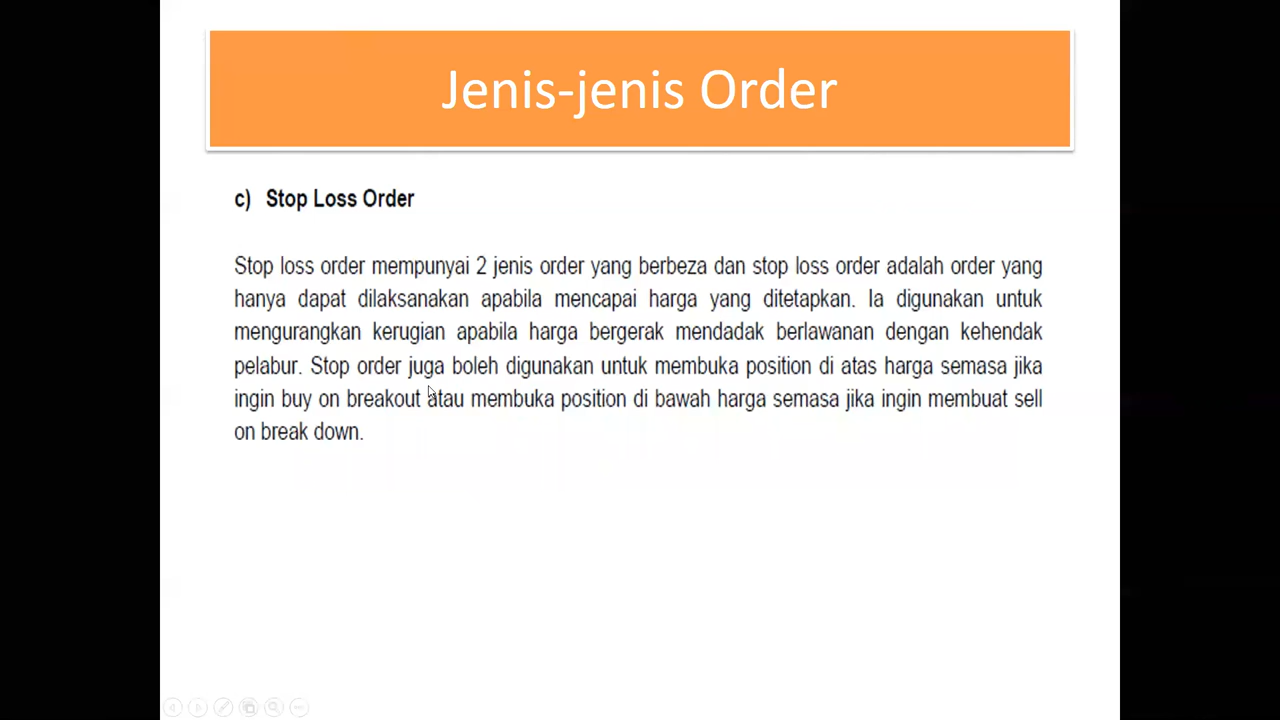 Jenis-jenis Order
c) Stop Loss Order
Stop loss order mempunyai 2 jenis order yang berbeza dan stop loss order adalah order yang
hanya dapat dilaksanakan apabila mencapai harga yang ditetapkan. Ia digunakan untuk
mengurangkan kerugian apabila harga bergerak mendadak berlawanan dengan kehendak
pelabur. Stop order juga boleh digunakan untuk membuka position di atas harga semasa jika
ingin buy on breakout atau membuka position di bawah harga semasa jika ingin membuat sell
on break down.